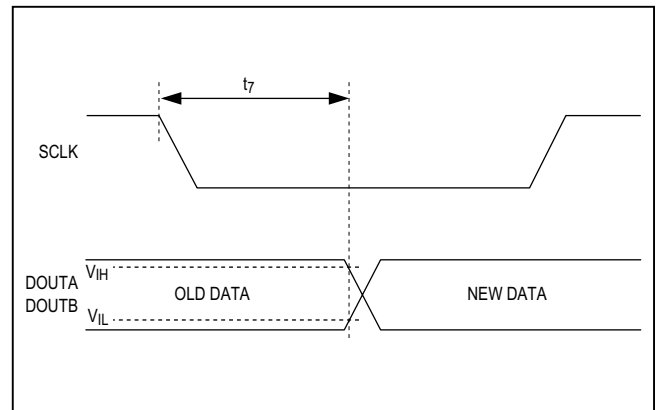 t7
SCLK
VIH
DOUTA
DOUTB
OLD DATA
NEW DATA
VIL